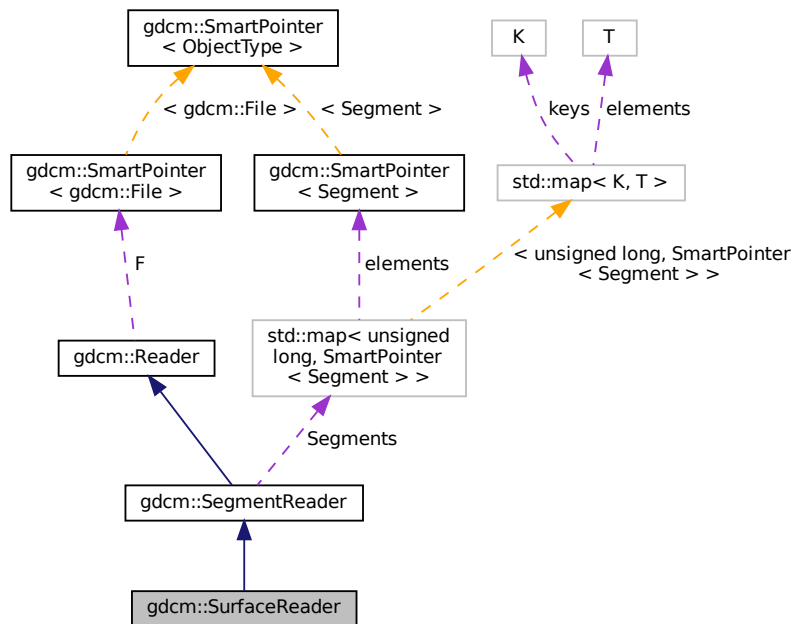 gdcm::SmartPointer
< ObjectType >
K
T
< gdcm::File >
< Segment >
keys
elements
gdcm::SmartPointer
< gdcm::File >
gdcm::SmartPointer
< Segment >
std::map< K, T >
F
elements
< unsigned long, SmartPointer
< Segment > >
gdcm::Reader
std::map< unsigned
long, SmartPointer
< Segment > >
Segments
gdcm::SegmentReader
gdcm::SurfaceReader